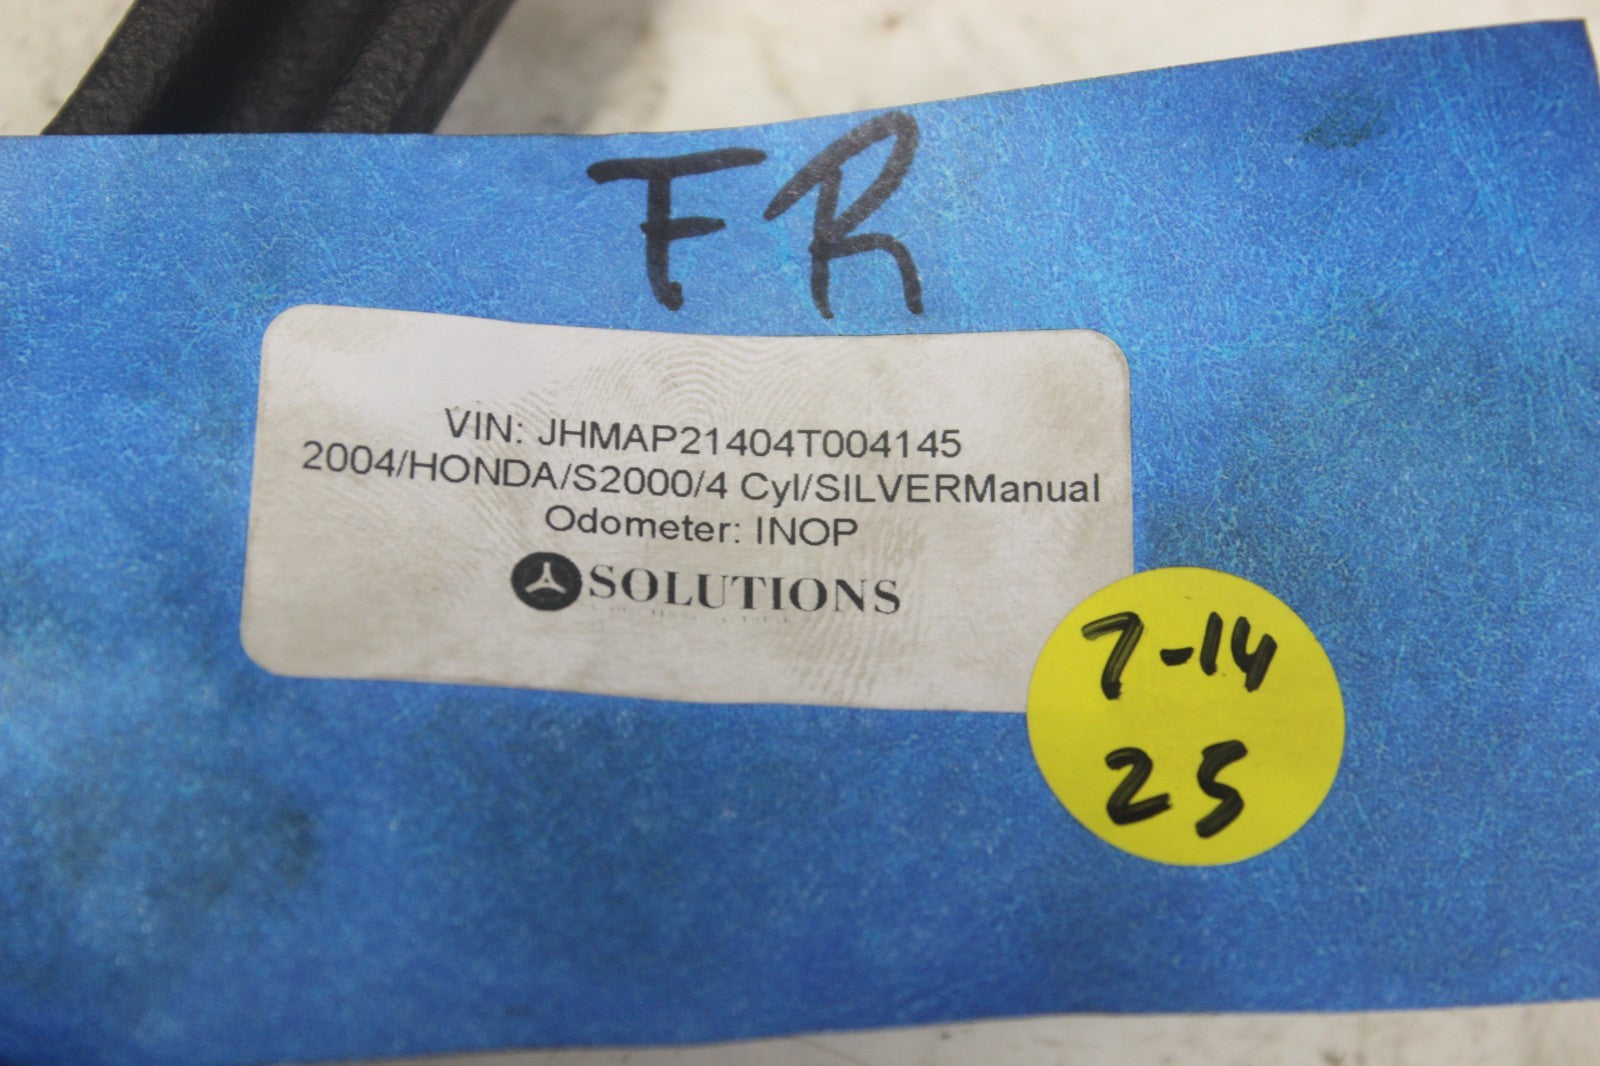 FR
VIN: JHMAP21404T004145
2004/HONDA/S2000/4 Cyl/SILVERManual
Odometer: INOP
SOLUTIONS
7-14
25